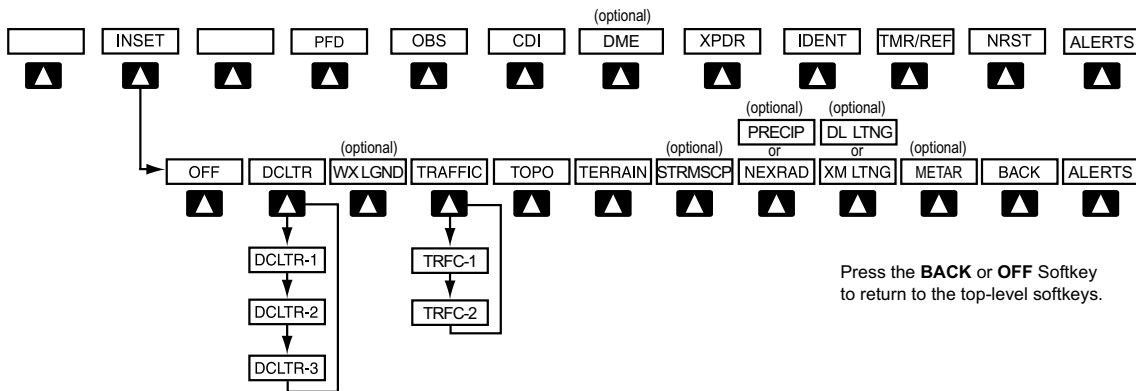 (optional)
INSET PFD OBS CDI DME XPDR IDENT TMR/REF NRST ALERTS
(optional) (optional)
PRECIP DL LTNG
(optional) (optional) or or (optional)
OFF DCLTR WX LGND TRAFFIC TOPO TERRAIN STRMSCP NEXRAD XM LTNG METAR BACK ALERTS
DCLTR-1 TRFC-1
DCLTR-2 TRFC-2
DCLTR-3
Press the BACK or OFF Softkey
to return to the top-level softkeys.